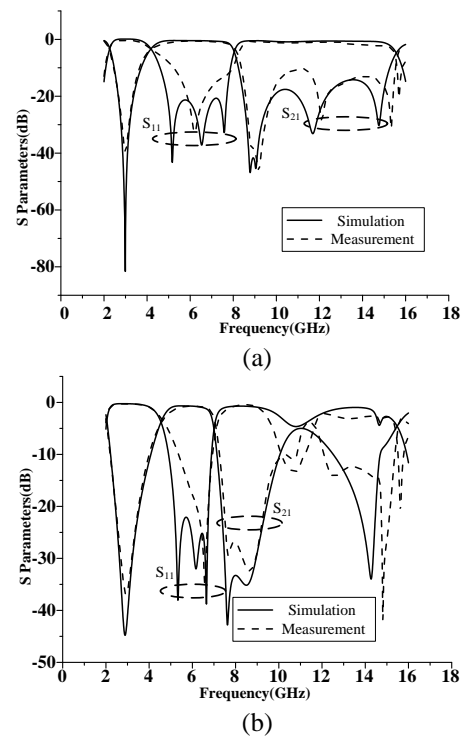 0
-20
-40
-60
-80
S Parameters(dB)
S11
S21
Simulation
Measurement
0 2 4 6 8 10 12 14 16 18
Frequency(GHz)
(a)
0
-10
-20
-30
-40
-50
S Parameters(dB)
S21
S11
Simulation
Measurement
0 2 4 6 8 10 12 14 16 18
Frequency(GHz)
(b)